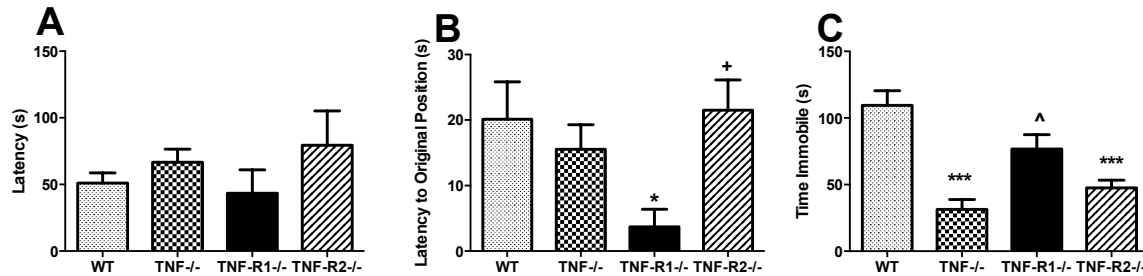 A
Latency (s)
150
100
50
0
WT TNF-/- TNF-R1-/- TNF-R2-/-
B
Latency to Original Position (s)
30
20
10
0
*
+
WT TNF-/- TNF-R1-/- TNF-R2-/-
C
Time Immobile (s)
150
100
50
0
***
^
***
WT TNF-/- TNF-R1-/- TNF-R2-/-